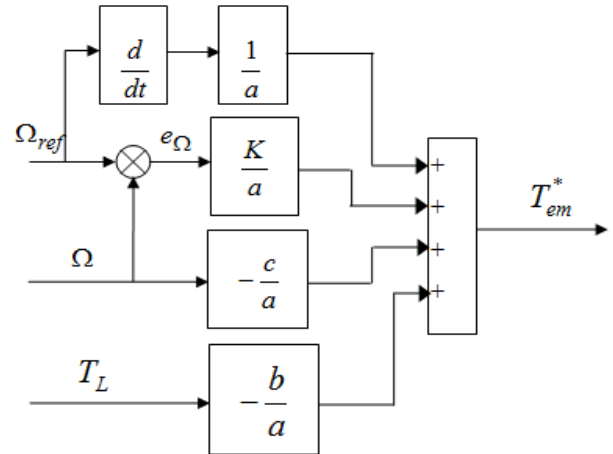 d/dt
1/a
Ω_ref
e_Ω
K/a
+
+
T*_em
Ω
-c/a
+
+
T_L
-b/a